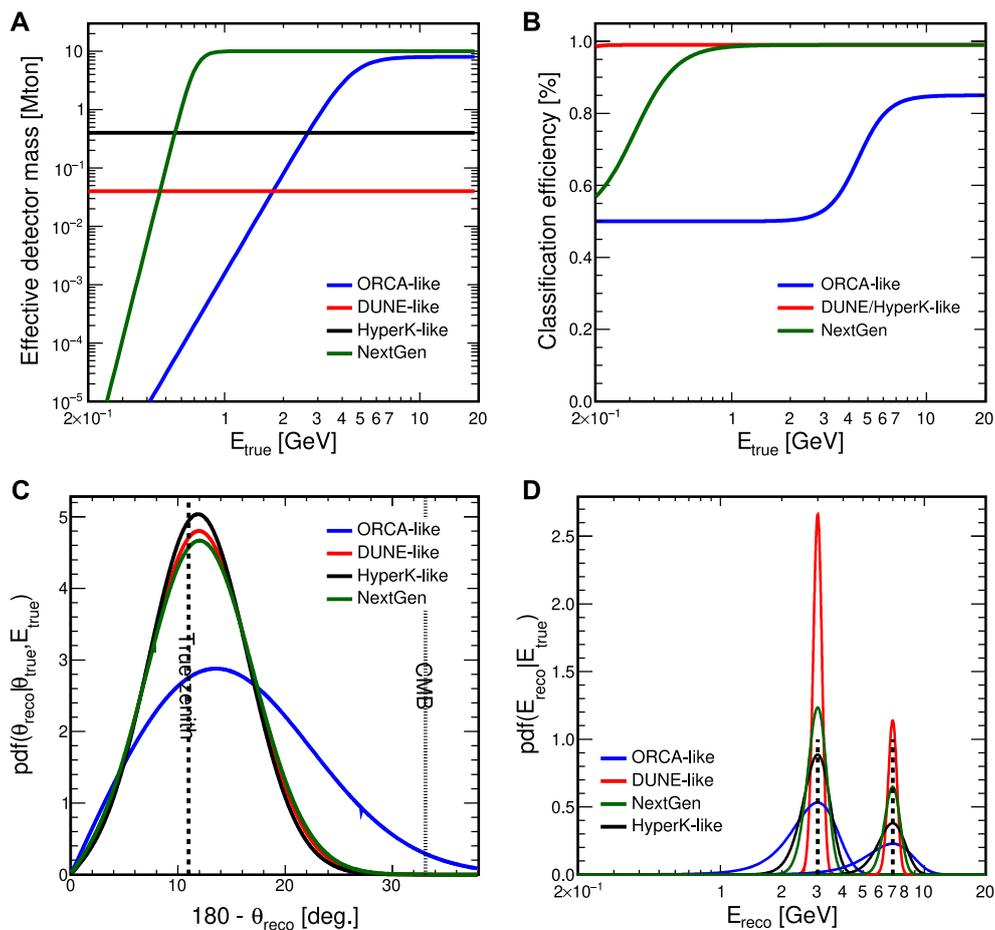 A
Effective detector mass [Mton]
10
1
10⁻¹
10⁻²
10⁻³
10⁻⁴
10⁻⁵
ORCA-like
DUNE-like
HyperK-like
NextGen
2×10⁻¹ 1 2 3 4 5 6 7 10 20
E_true [GeV]
B
Classification efficiency [%]
1.0
0.8
0.6
0.4
0.2
0.0
ORCA-like
DUNE/HyperK-like
NextGen
2×10⁻¹ 1 2 3 4 5 6 7 10 20
E_true [GeV]
C
pdf(θ_reco|θ_true,E_true)
5
4
3
2
1
0
ORCA-like
DUNE-like
HyperK-like
NextGen
True zenith
CMB
0 10 20 30
180 - θ_reco [deg.]
D
pdf(E_reco|E_true)
2.5
2.0
1.5
1.0
0.5
0.0
ORCA-like
DUNE-like
NextGen
HyperK-like
2×10⁻¹ 1 2 3 4 5 6 7 8 10 20
E_reco [GeV]